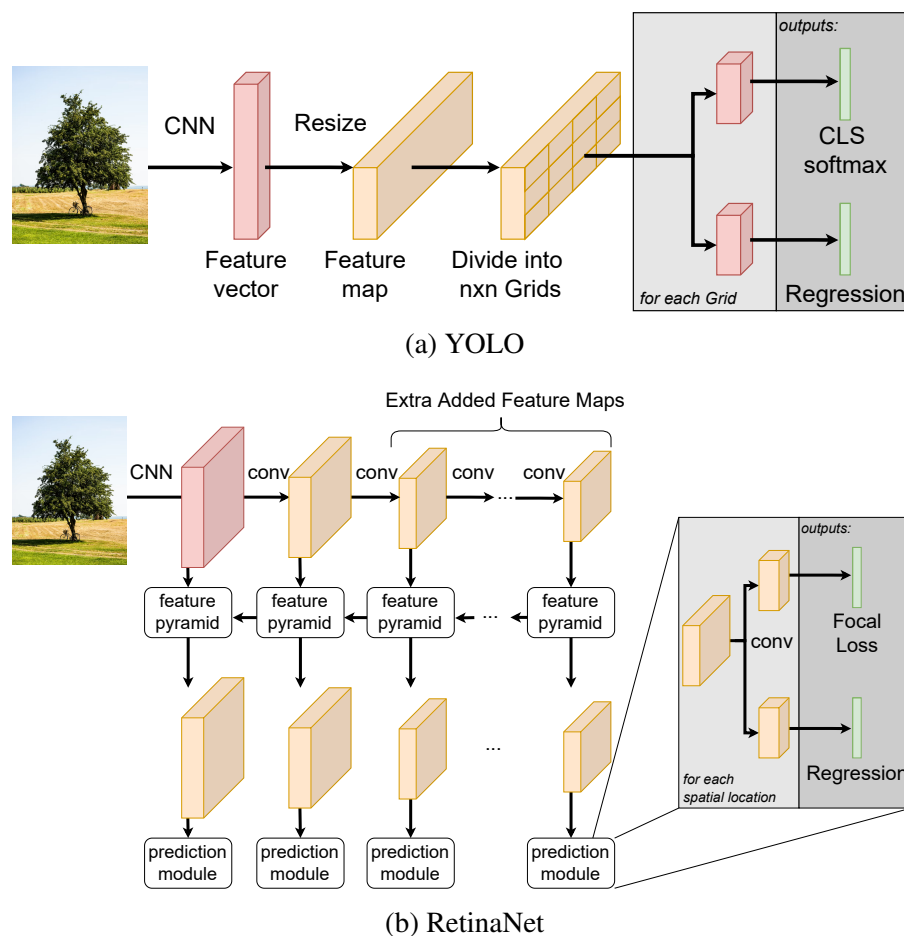 outputs:
CNN
Resize
CLS
softmax
Feature
vector
Feature
map
Divide into
nxn Grids
for each Grid
Regression
(a) YOLO
Extra Added Feature Maps
CNN
conv
conv
conv
...
conv
outputs:
feature
pyramid
feature
pyramid
feature
pyramid
...
feature
pyramid
conv
Focal
Loss
...
for each
spatial location
Regression
prediction
module
prediction
module
prediction
module
prediction
module
(b) RetinaNet